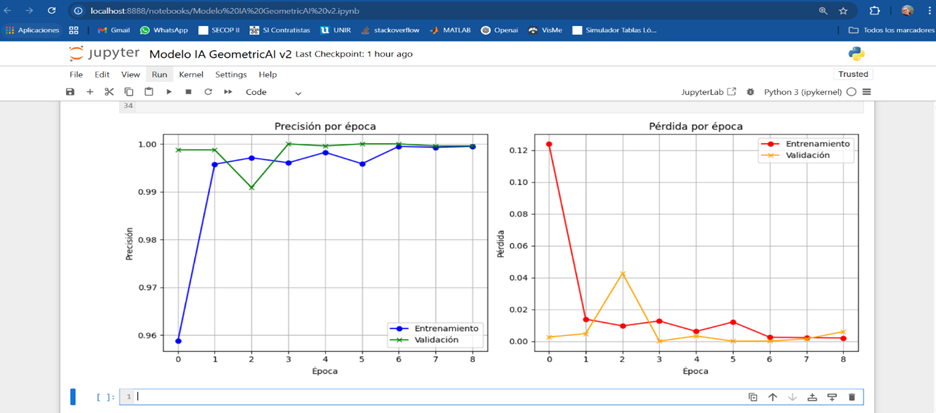 localhost:8888/notebooks/Modelo%20IA%20GeometricAI%20v2.ipynb
Aplicaciones Gmail WhatsApp SECOP II SI Contratistas UNIR stackoverflow MATLAB Openai VisMe Simulador Tablas Ló... Todos los marcadores
jupyter Modelo IA GeometricAI v2 Last Checkpoint: 1 hour ago
File Edit View Run Kernel Settings Help Trusted
Code JupyterLab Python 3 (ipykernel)
34
Precisión por época
1.00
0.99
0.98
0.97
0.96
Precisión
Entrenamiento
Validación
0 1 2 3 4 5 6 7 8
Época
Pérdida por época
0.12
0.10
0.08
0.06
0.04
0.02
0.00
Pérdida
Entrenamiento
Validación
0 1 2 3 4 5 6 7 8
Época
[ ]: 1